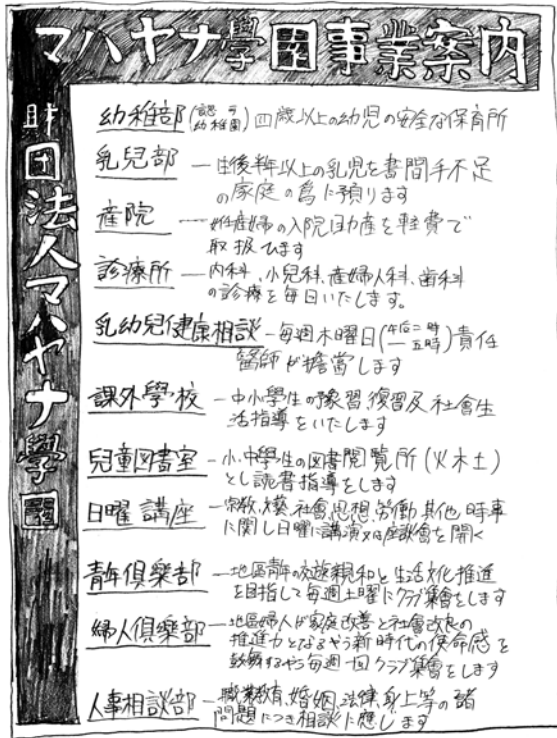 マハヤナ學園事業案内
財団法人マハヤナ學園
幼稚部(認可幼稚園)四歳以上の幼児の安全な保育所
乳兒部 ― 生後半年以上の乳児を書間手不足
の家庭の為に預ります
産院 ― 妊産婦の入院助産を軽費で
取扱ひます
診療所 ― 内科、小兒科、産婦人科、歯科
の診療を毎日いたします。
乳幼兒健康相談 ― 毎週木曜日(午后二時―五時)責任
醫師が擔當します
課外學校 ― 中小學生の豫習復習及社會生
活指導をいたします
兒童図書室 ― 小、中學生の図書閲覧所(火木土)
とし読書指導をします
日曜講座 ― 宗教、文藝、社會思想、労働其他時事
に関し日曜に講演又は座談會を開く
青年倶楽部 ― 地區青年の交遊親和と生活文化推進
を目指して毎週土曜にクラブ集會をします
婦人倶楽部 ― 地區婦人が家庭改善と社會改良の
推進力となるやう新時代の使命感を
鼓舞するやう毎週一回クラブ集會をします
人事相談部 ― 職業教育、婚姻、法律、身上等の諸
問題につき相談に應します